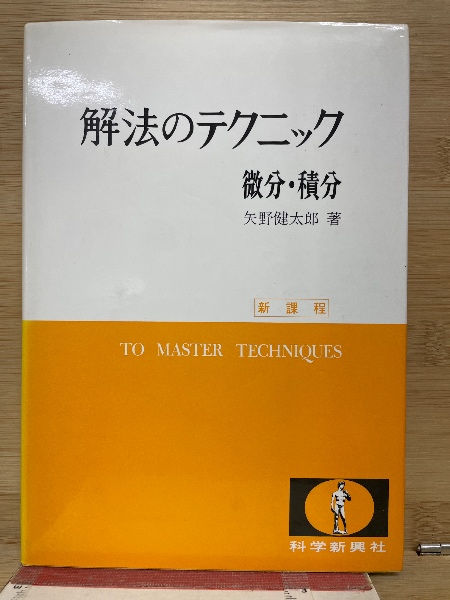 解法のテクニック
微分・積分
矢野健太郎 著
新課程
TO MASTER TECHNIQUES
科学新興社